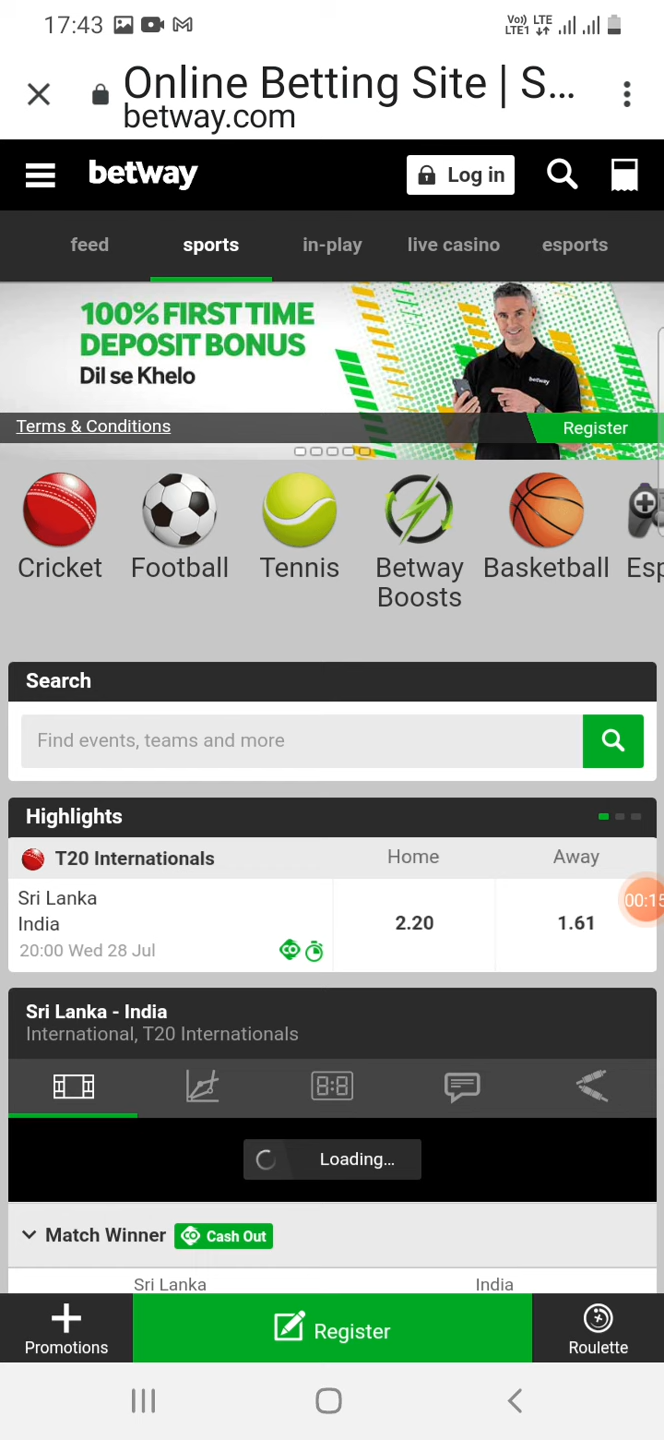 17:43
Vo) LTE
LTE1
Online Betting Site | S...
betway.com
betway
Log in
feed
sports
in-play
live casino
esports
100% FIRST TIME
DEPOSIT BONUS
Dil se Khelo
betway
Terms & Conditions
Register
Cricket
Football
Tennis
Betway
Boosts
Basketball
Esp
Search
Find events, teams and more
Highlights
T20 Internationals
Home
Away
Sri Lanka
India
2.20
1.61
00:15
20:00 Wed 28 Jul
Sri Lanka - India
International, T20 Internationals
8:8
Loading...
Match Winner
Cash Out
Sri Lanka
India
Promotions
Register
Roulette